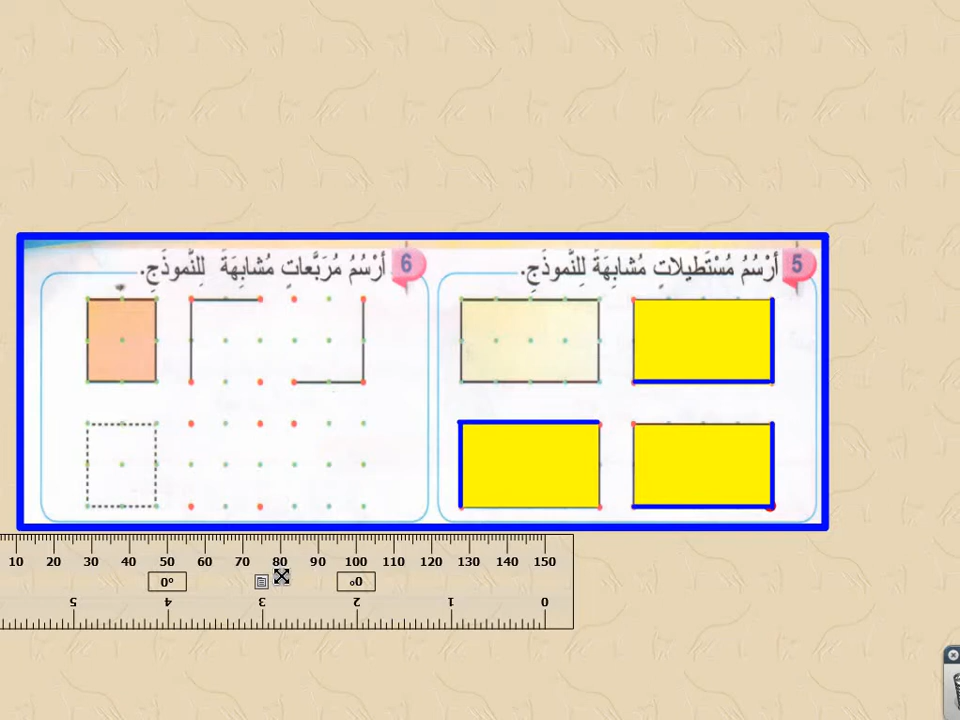 5 أَرْسُمُ مُسْتَطيلاتٍ مُشابِهَةً لِلنَّموذَجِ.
6 أَرْسُمُ مُرَبَّعاتٍ مُشابِهَةً لِلنَّموذَجِ.
10 20 30 40 50 60 70 80 90 100 110 120 130 140 150
0° 0°
5 4 3 2 1 0